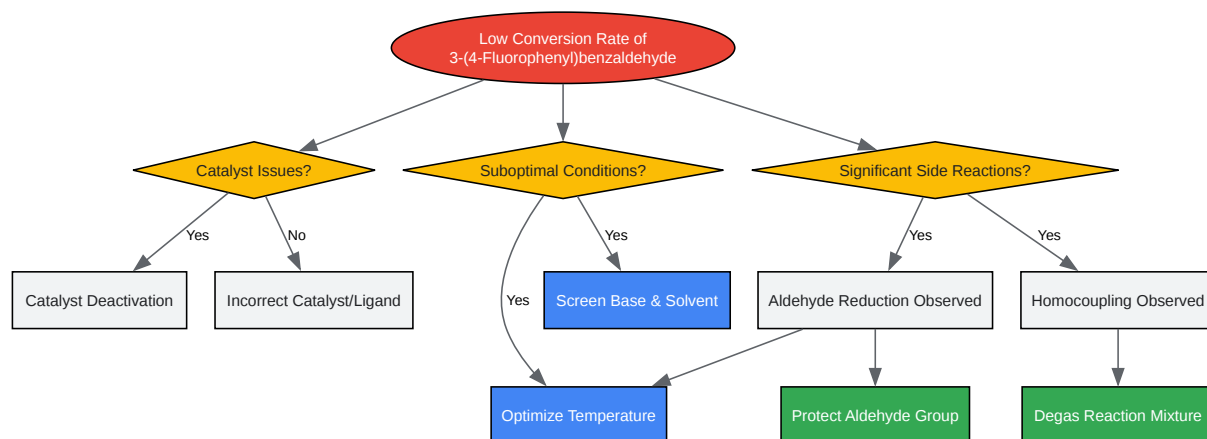 Low Conversion Rate of
3-(4-Fluorophenyl)benzaldehyde
Catalyst Issues?
Suboptimal Conditions?
Significant Side Reactions?
Yes
No
Yes
Yes
Yes
Catalyst Deactivation
Incorrect Catalyst/Ligand
Yes
Screen Base & Solvent
Aldehyde Reduction Observed
Homocoupling Observed
Optimize Temperature
Protect Aldehyde Group
Degas Reaction Mixture